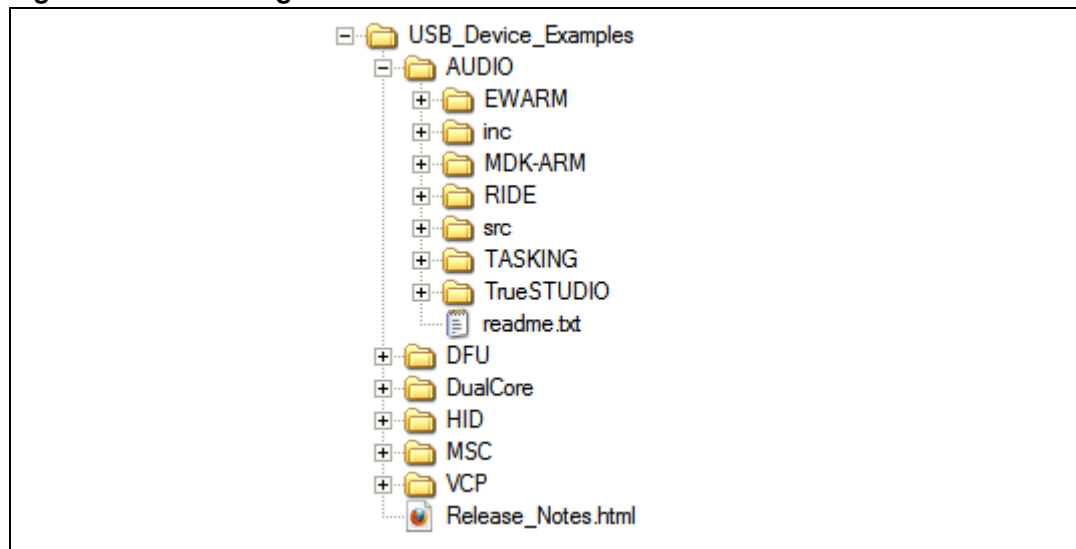 USB_Device_Examples
AUDIO
EWARM
inc
MDK-ARM
RIDE
src
TASKING
TrueSTUDIO
readme.txt
DFU
DualCore
HID
MSC
VCP
Release_Notes.html